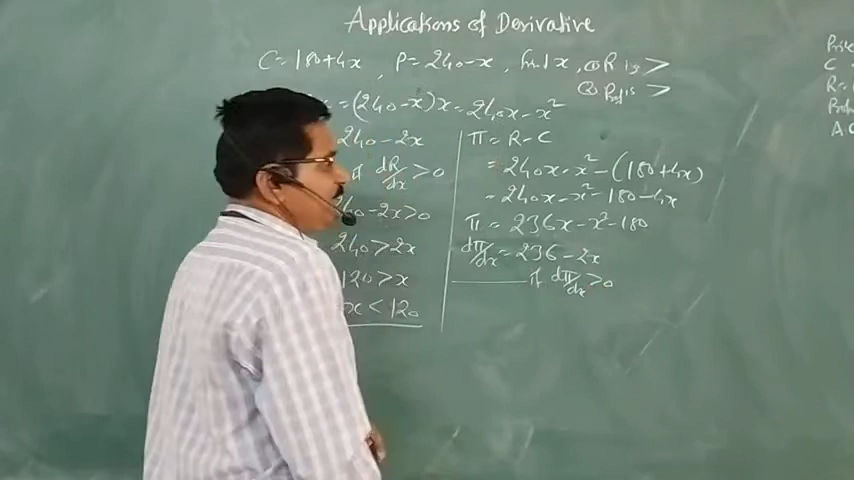 Applications of Derivative
C = 180+4x , P = 240-x , find x, ① R is >
② Profit is >
= (240-x)x = 240x-x²
240-2x
if dR/dx > 0
240-2x>0
240>2x
120>x
x<120
π = R-C
= 240x-x²-(180+4x)
= 240x-x²-180-4x
π = 236x-x²-180
dπ/dx = 236-2x
if dπ/dx >0
C
R=